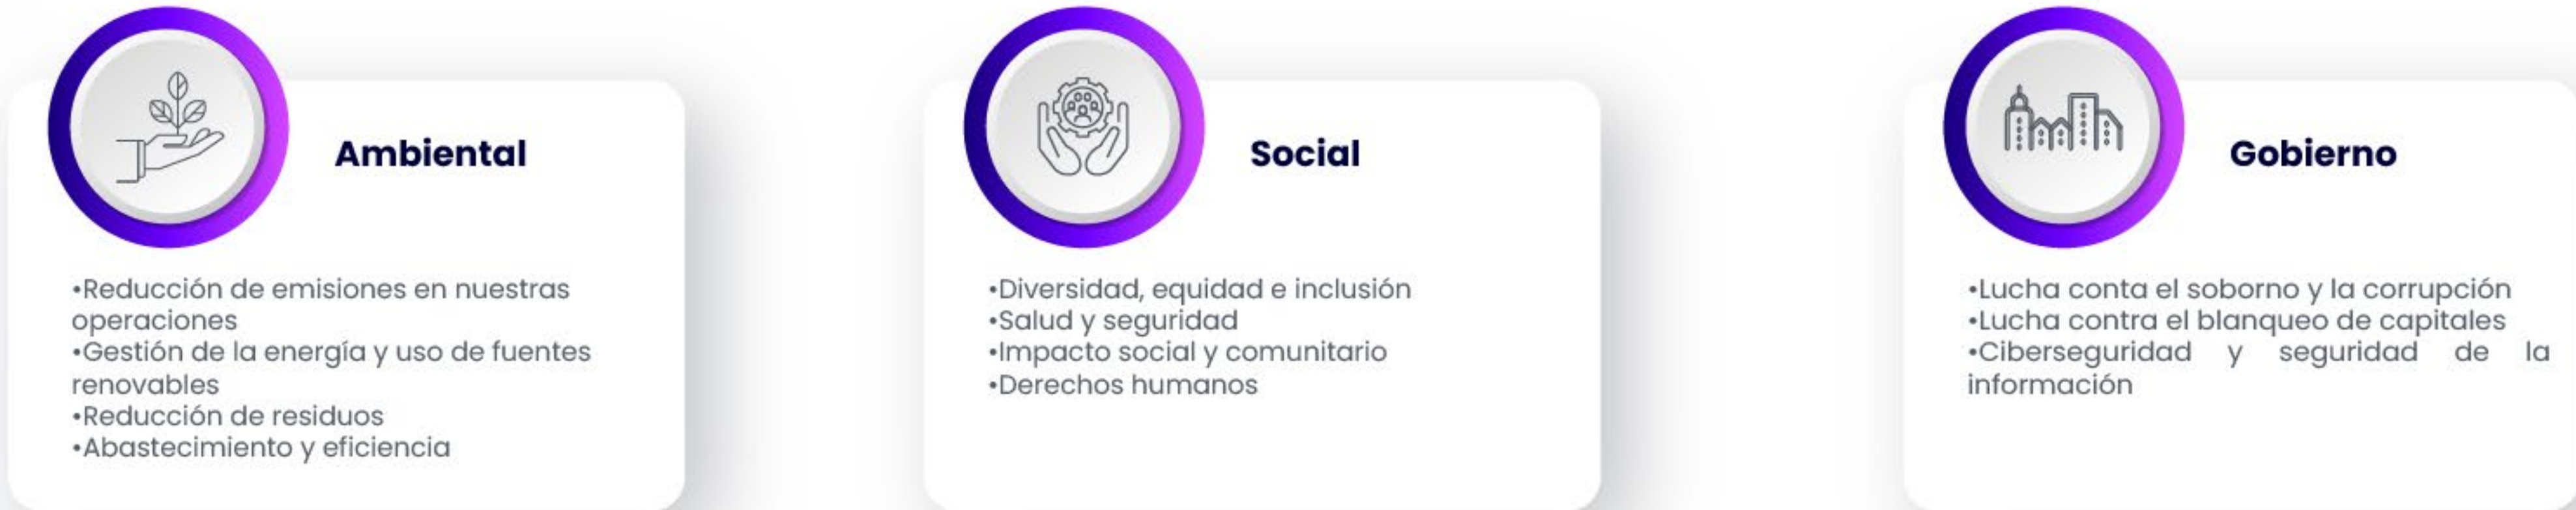 Ambiental
•Reducción de emisiones en nuestras
operaciones
•Gestión de la energía y uso de fuentes
renovables
•Reducción de residuos
•Abastecimiento y eficiencia
Social
•Diversidad, equidad e inclusión
•Salud y seguridad
•Impacto social y comunitario
•Derechos humanos
Gobierno
•Lucha conta el soborno y la corrupción
•Lucha contra el blanqueo de capitales
•Ciberseguridad y seguridad de la
información